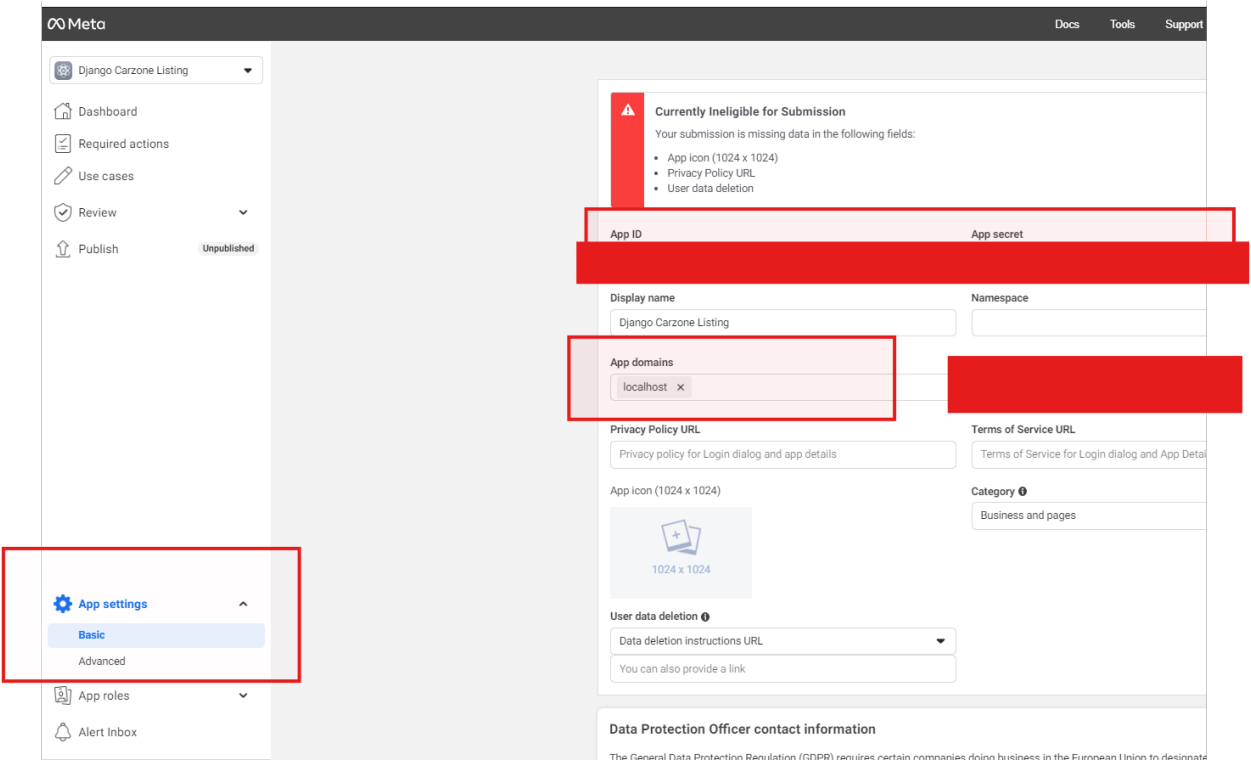 Meta
Docs Tools Support
Django Carzone Listing
Dashboard
Required actions
Use cases
Review
Publish Unpublished
App settings
Basic
Advanced
App roles
Alert Inbox
Currently Ineligible for Submission
Your submission is missing data in the following fields:
• App icon (1024 x 1024)
• Privacy Policy URL
• User data deletion
App ID App secret
Display name Namespace
Django Carzone Listing
App domains
localhost ×
Privacy Policy URL Terms of Service URL
Privacy policy for Login dialog and app details Terms of Service for Login dialog and App Detai
App icon (1024 x 1024) Category
Business and pages
1024 x 1024
User data deletion
Data deletion instructions URL
You can also provide a link
Data Protection Officer contact information
The General Data Protection Regulation (GDPR) requires certain companies doing business in the European Union to designate